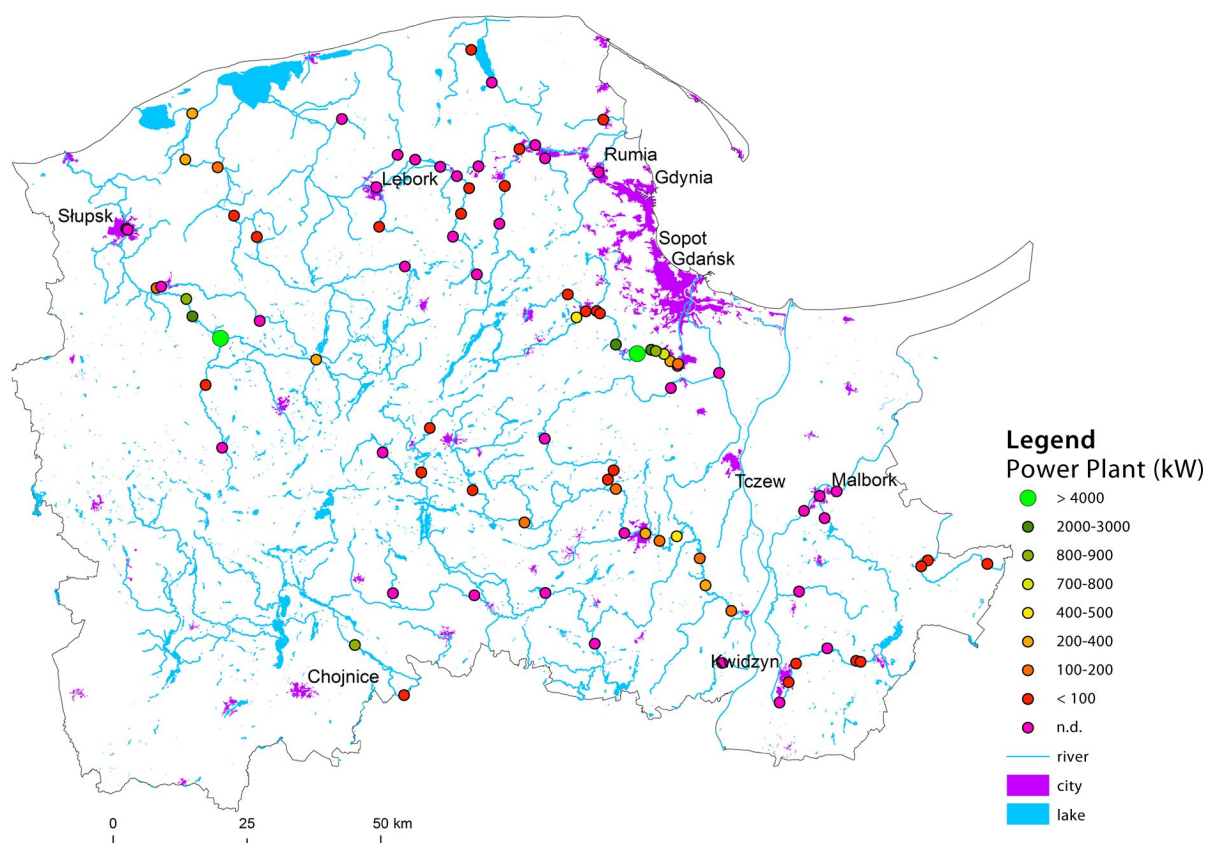 Rumia
Gdynia
Lębork
Słupsk
Sopot
Gdańsk
Tczew
Malbork
Kwidzyn
Chojnice
Legend
Power Plant (kW)
> 4000
2000-3000
800-900
700-800
400-500
200-400
100-200
< 100
n.d.
river
city
lake
0 25 50 km